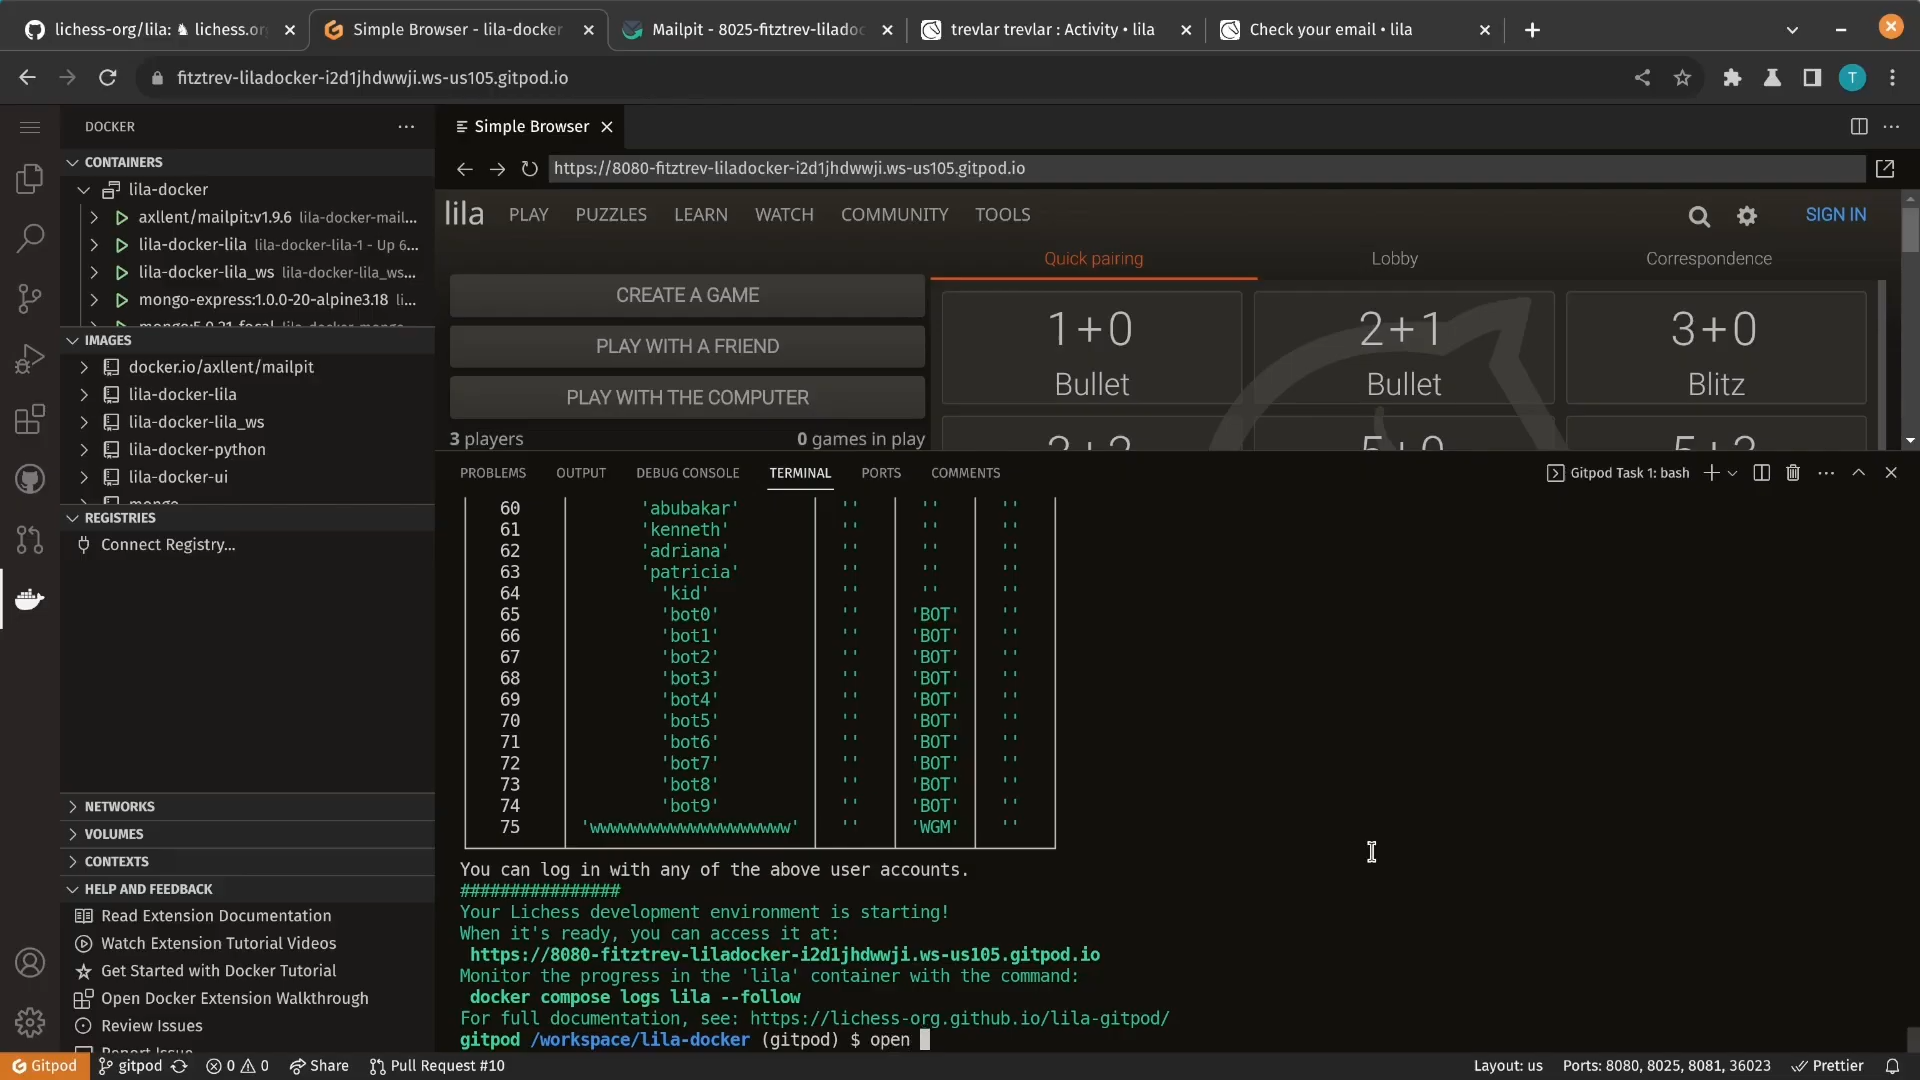 lichess-org/lila: ♞ lichess.or
Simple Browser - lila-docker
Mailpit - 8025-fitztrev-liladoc
trevlar trevlar : Activity • lila
Check your email • lila
fitztrev-liladocker-i2d1jhdwwji.ws-us105.gitpod.io
T
DOCKER
CONTAINERS
lila-docker
axllent/mailpit:v1.9.6 lila-docker-mail...
lila-docker-lila lila-docker-lila-1 - Up 6...
lila-docker-lila_ws lila-docker-lila_ws...
mongo-express:1.0.0-20-alpine3.18 li...
IMAGES
docker.io/axllent/mailpit
lila-docker-lila
lila-docker-lila_ws
lila-docker-python
lila-docker-ui
mongo
REGISTRIES
Connect Registry...
NETWORKS
VOLUMES
CONTEXTS
HELP AND FEEDBACK
Read Extension Documentation
Watch Extension Tutorial Videos
Get Started with Docker Tutorial
Open Docker Extension Walkthrough
Review Issues
Report Issue
Simple Browser
https://8080-fitztrev-liladocker-i2d1jhdwwji.ws-us105.gitpod.io
lila PLAY PUZZLES LEARN WATCH COMMUNITY TOOLS SIGN IN
Quick pairing Lobby Correspondence
CREATE A GAME
PLAY WITH A FRIEND
PLAY WITH THE COMPUTER
3 players 0 games in play
1+0 2+1 3+0
Bullet Bullet Blitz
3+2 5+0 5+3
PROBLEMS OUTPUT DEBUG CONSOLE TERMINAL PORTS COMMENTS
Gitpod Task 1: bash
60 'abubakar' '' '' ''
61 'kenneth' '' '' ''
62 'adriana' '' '' ''
63 'patricia' '' '' ''
64 'kid' '' '' ''
65 'bot0' '' 'BOT' ''
66 'bot1' '' 'BOT' ''
67 'bot2' '' 'BOT' ''
68 'bot3' '' 'BOT' ''
69 'bot4' '' 'BOT' ''
70 'bot5' '' 'BOT' ''
71 'bot6' '' 'BOT' ''
72 'bot7' '' 'BOT' ''
73 'bot8' '' 'BOT' ''
74 'bot9' '' 'BOT' ''
75 'wwwwwwwwwwwwwwwwwwww' '' 'WGM' ''
You can log in with any of the above user accounts.
################
Your Lichess development environment is starting!
When it's ready, you can access it at:
https://8080-fitztrev-liladocker-i2d1jhdwwji.ws-us105.gitpod.io
Monitor the progress in the 'lila' container with the command:
docker compose logs lila --follow
For full documentation, see: https://lichess-org.github.io/lila-gitpod/
gitpod /workspace/lila-docker (gitpod) $ open
Gitpod gitpod 0 0 Share Pull Request #10 Layout: us Ports: 8080, 8025, 8081, 36023 Prettier